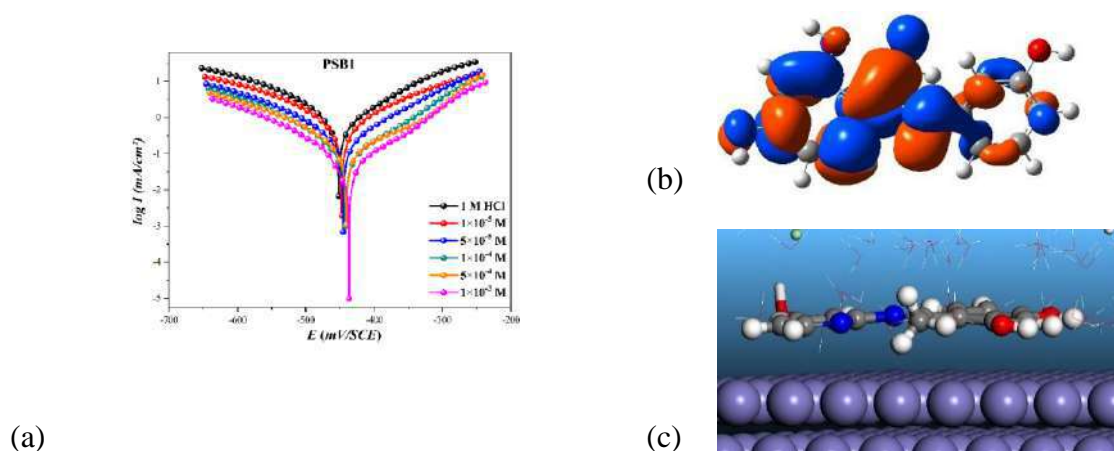 PSB1
log I (mA/cm²)
1
0
-1
-2
-3
-4
-5
1 M HCl
1×10⁻⁵ M
5×10⁻⁵ M
1×10⁻⁴ M
5×10⁻⁴ M
1×10⁻³ M
-700
-600
-500
-400
-300
-200
E (mV/SCE)
(a)
(b)
(c)